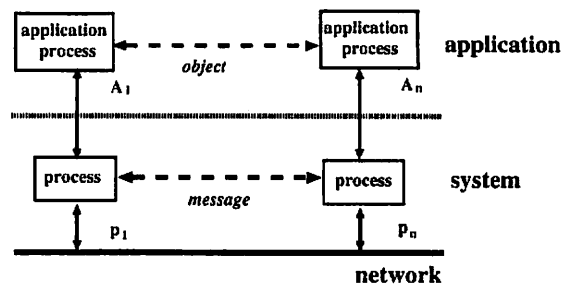 application
process
application
process
application
object
A1
An
process
process
system
message
p1
pn
network